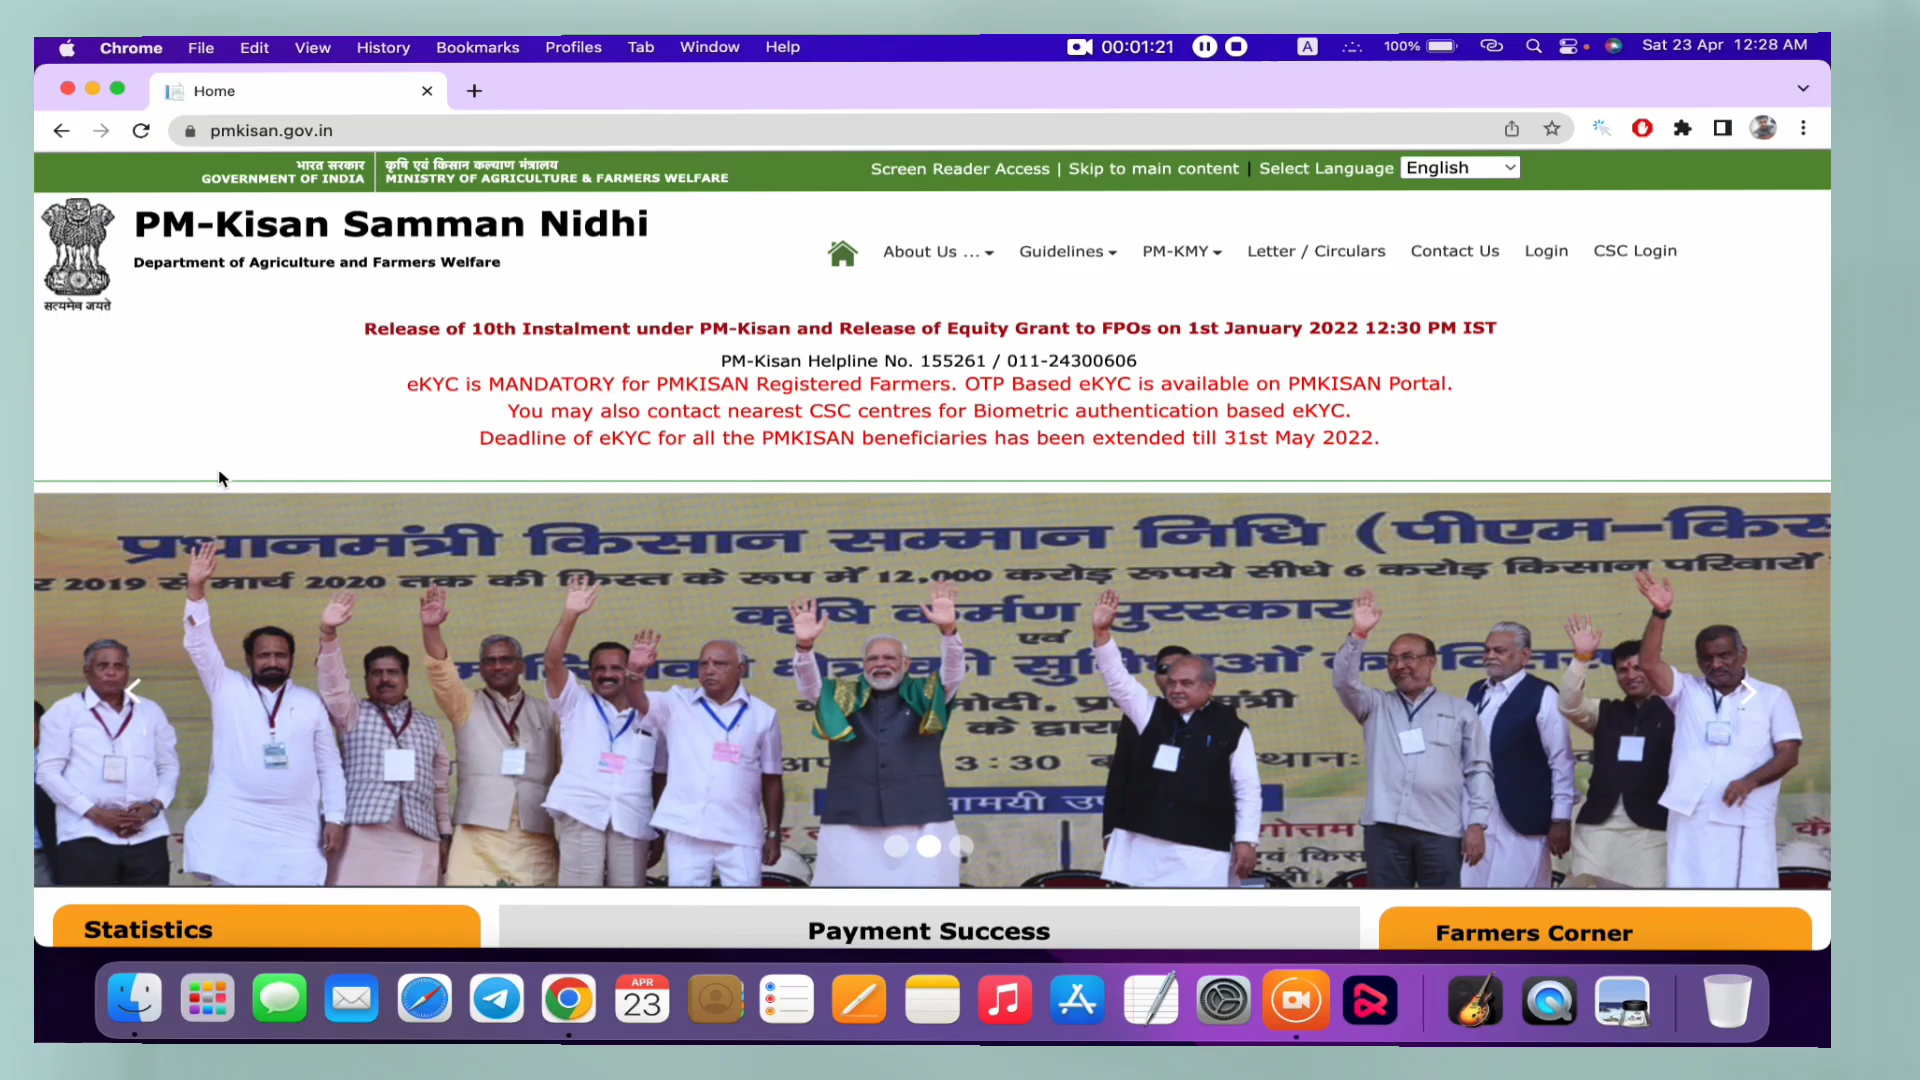 Chrome File Edit View History Bookmarks Profiles Tab Window Help 00:01:21 A 100% Sat 23 Apr 12:28 AM
Home
pmkisan.gov.in
भारत सरकार कृषि एवं किसान कल्याण मंत्रालय
GOVERNMENT OF INDIA MINISTRY OF AGRICULTURE & FARMERS WELFARE
Screen Reader Access | Skip to main content | Select Language English
PM-Kisan Samman Nidhi
Department of Agriculture and Farmers Welfare
सत्यमेव जयते
About Us ... Guidelines PM-KMY Letter / Circulars Contact Us Login CSC Login
Release of 10th Instalment under PM-Kisan and Release of Equity Grant to FPOs on 1st January 2022 12:30 PM IST
PM-Kisan Helpline No. 155261 / 011-24300606
eKYC is MANDATORY for PMKISAN Registered Farmers. OTP Based eKYC is available on PMKISAN Portal.
You may also contact nearest CSC centres for Biometric authentication based eKYC.
Deadline of eKYC for all the PMKISAN beneficiaries has been extended till 31st May 2022.
प्रधानमंत्री किसान सम्मान निधि (पीएम-किस
र 2019 से मार्च 2020 तक की किस्त के रूप में 12,000 करोड़ रूपये सीधे 6 करोड़ किसान परिवारों
कृषि कर्मण पुरस्कार
एवं
की सुविधाओं का
मोदी, प्र मंत्री
के द्वारा
3:30
Statistics Payment Success Farmers Corner
APR
23